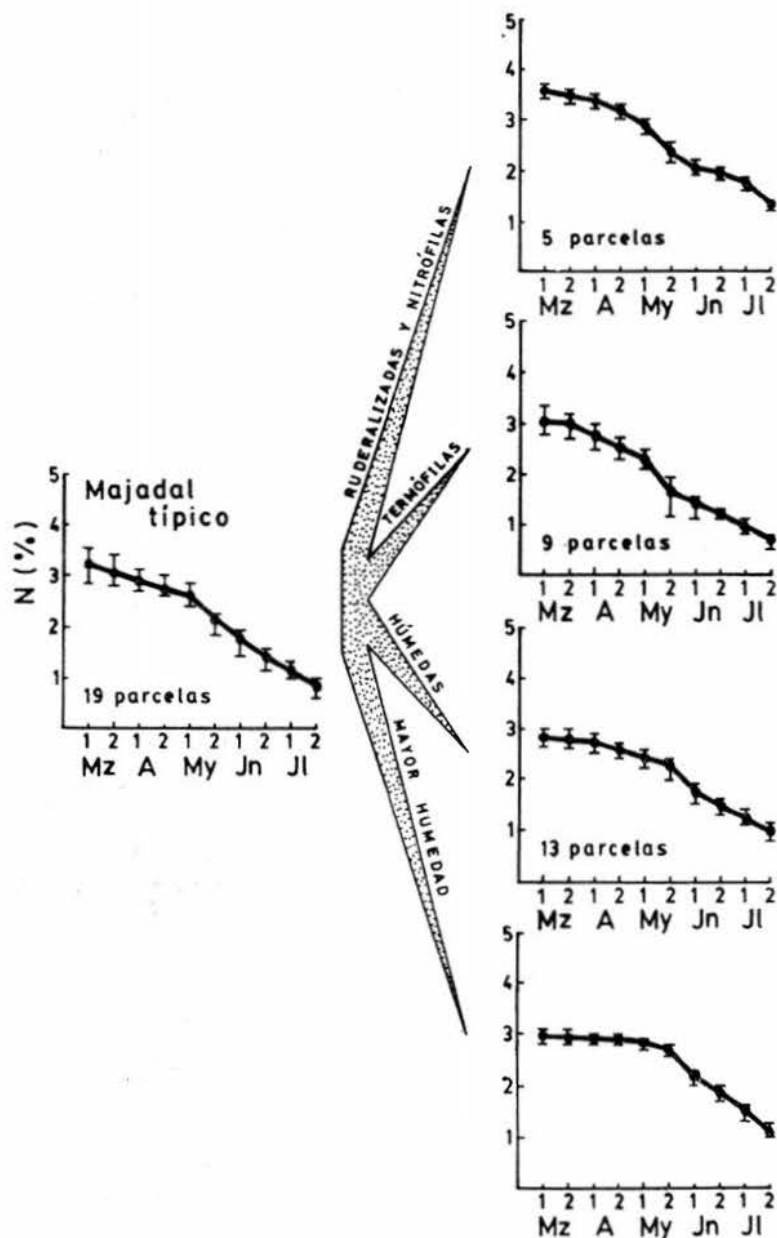 5
4
3
2
1
N (%)
Majadal
típico
19 parcelas
1 2 1 2 1 2 1 2 1 2
Mz A My Jn Jl
RUDERALIZADAS Y NITRÓFILAS
TERMÓFILAS
HÚMEDAS
MAYOR HUMEDAD
5
4
3
2
1
5 parcelas
1 2 1 2 1 2 1 2 1 2
Mz A My Jn Jl
5
4
3
2
1
9 parcelas
1 2 1 2 1 2 1 2 1 2
Mz A My Jn Jl
5
4
3
2
1
13 parcelas
1 2 1 2 1 2 1 2 1 2
Mz A My Jn Jl
5
4
3
2
1
1 2 1 2 1 2 1 2 1 2
Mz A My Jn Jl